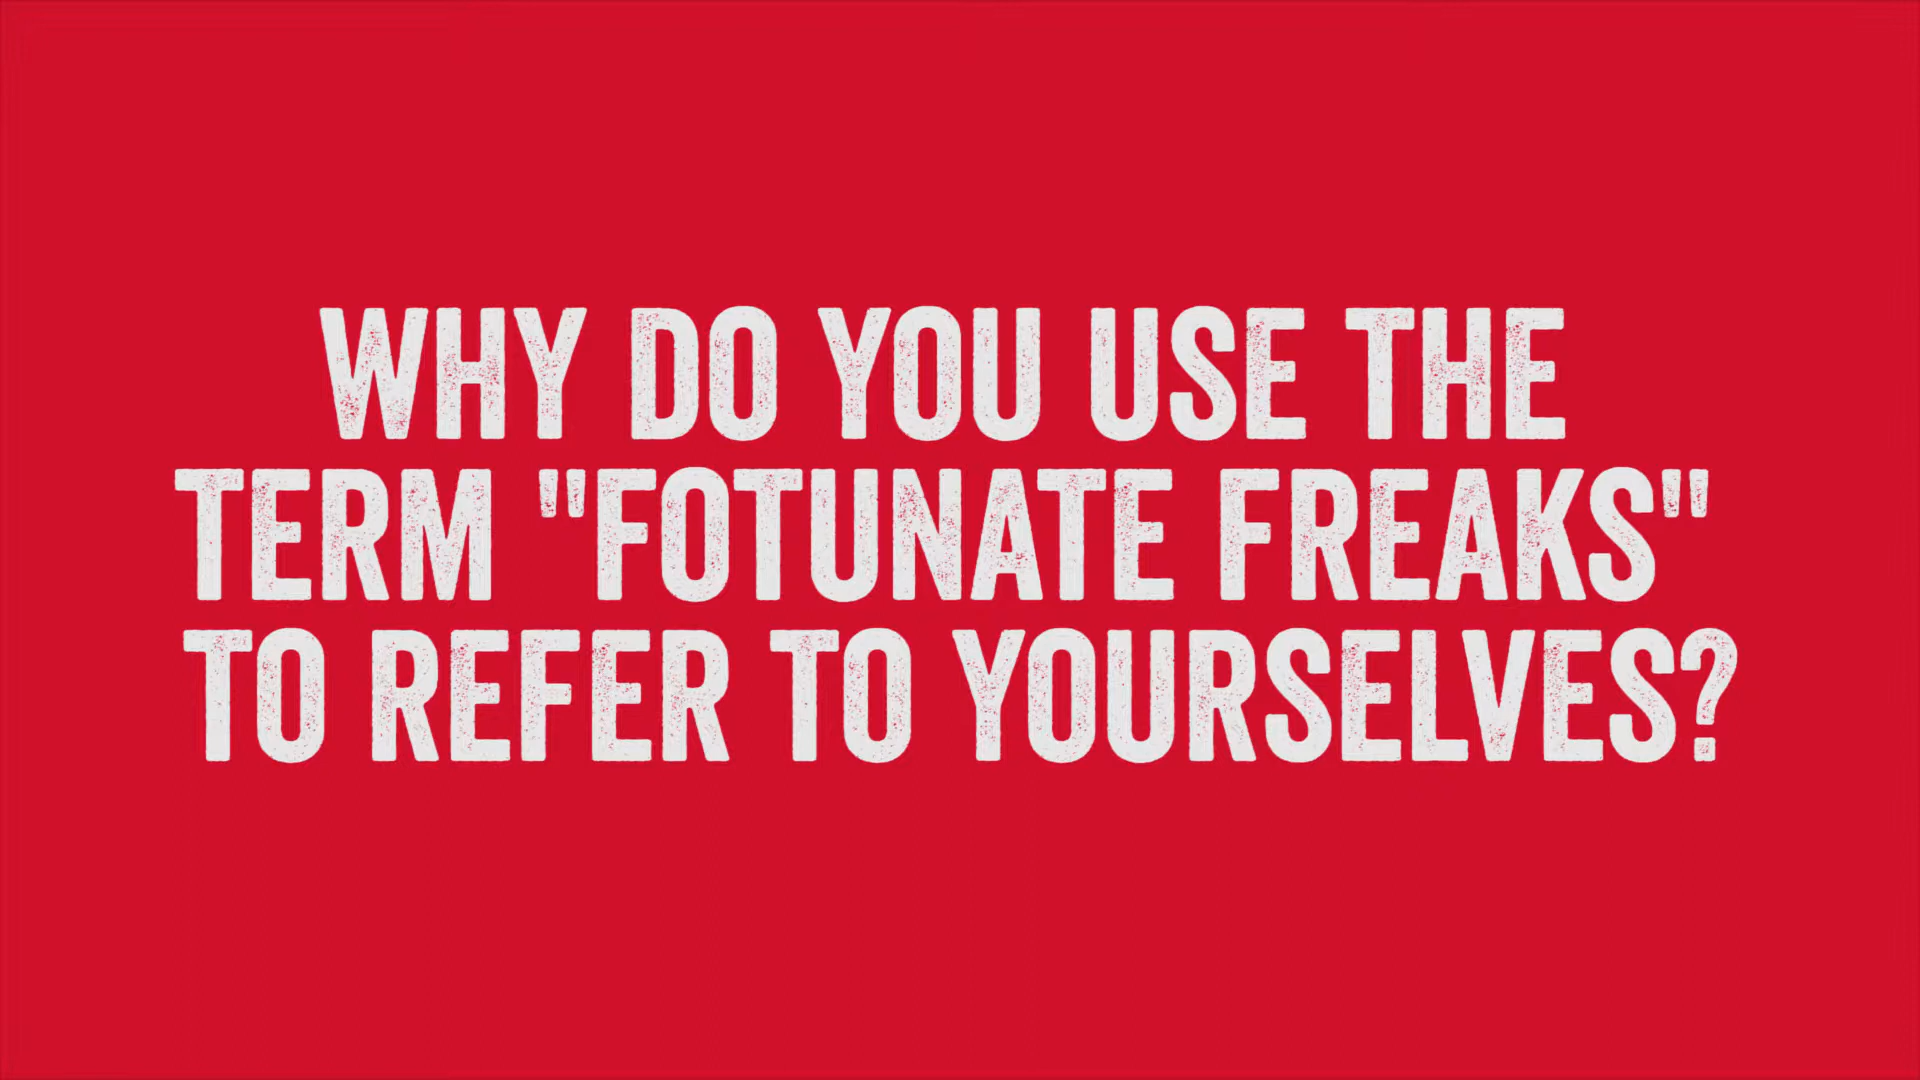 WHY DO YOU USE THE
TERM "FOTUNATE FREAKS"
TO REFER TO YOURSELVES?